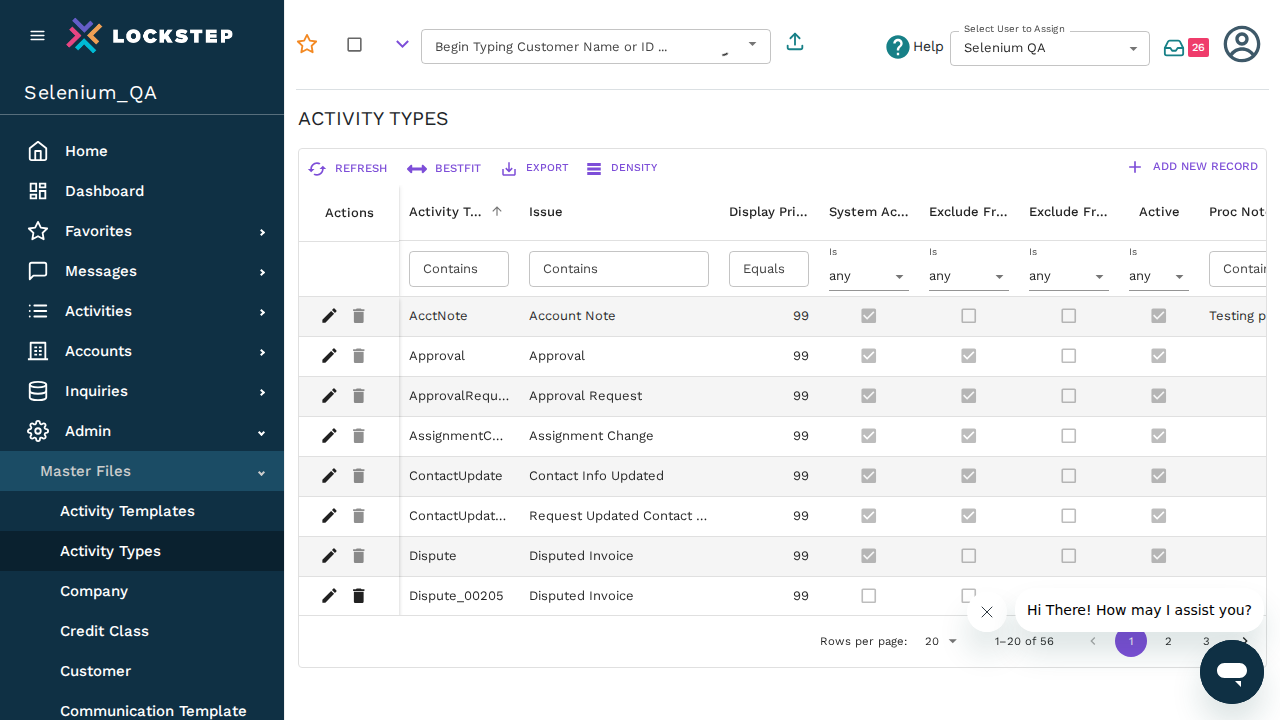 LOCKSTEP
Selenium_QA
Home
Dashboard
Favorites
Messages
Activities
Accounts
Inquiries
Admin
Master Files
Activity Templates
Activity Types
Company
Credit Class
Customer
Communication Template
Begin Typing Customer Name or ID ...
Help
Select User to Assign
Selenium QA
26
ACTIVITY TYPES
REFRESH BESTFIT EXPORT DENSITY ADD NEW RECORD
Actions Activity T... Issue Display Pri... System Ac... Exclude Fr... Exclude Fr... Active Proc Note
Contains Contains Equals Is any Is any Is any Is any Contain
AcctNote Account Note 99 Testing p
Approval Approval 99
ApprovalRequ... Approval Request 99
AssignmentC... Assignment Change 99
ContactUpdate Contact Info Updated 99
ContactUpdat... Request Updated Contact ... 99
Dispute Disputed Invoice 99
Dispute_00205 Disputed Invoice 99
Hi There! How may I assist you?
Rows per page: 20 1–20 of 56 1 2 3